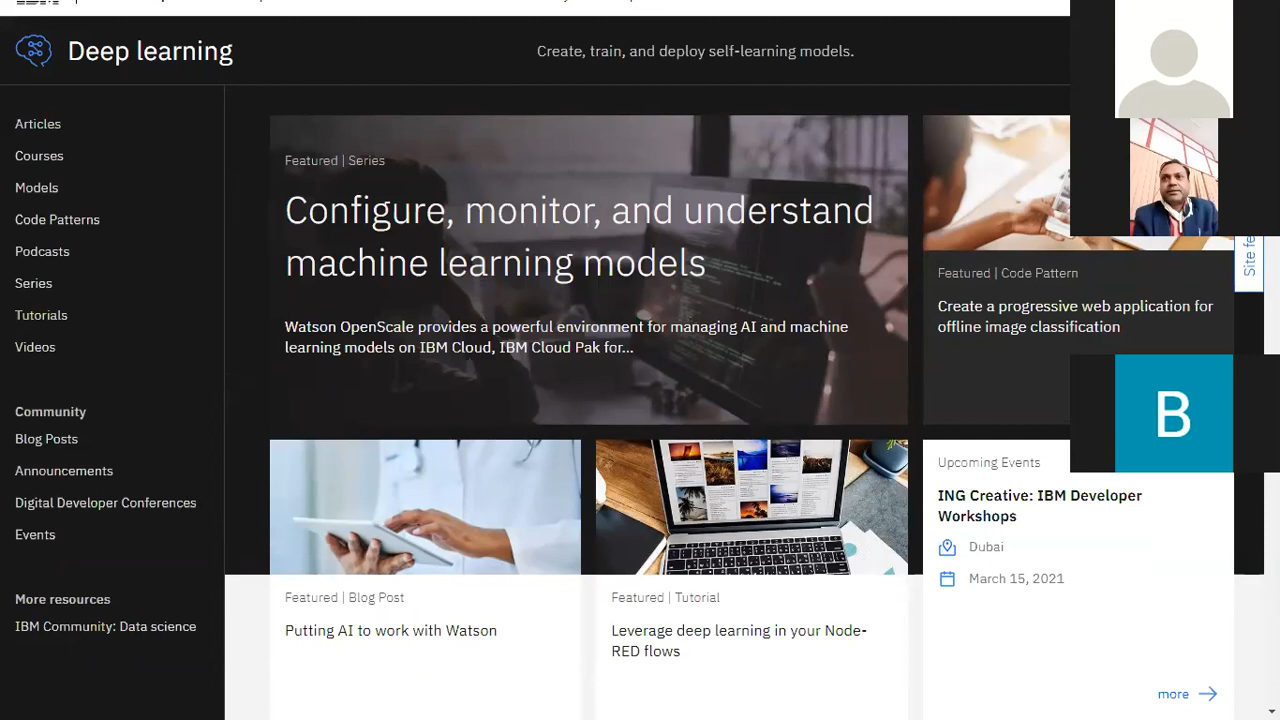 Deep learning
Create, train, and deploy self-learning models.
Articles
Courses
Models
Code Patterns
Podcasts
Series
Tutorials
Videos
Community
Blog Posts
Announcements
Digital Developer Conferences
Events
More resources
IBM Community: Data science
Featured | Series
Configure, monitor, and understand
machine learning models
Watson OpenScale provides a powerful environment for managing AI and machine
learning models on IBM Cloud, IBM Cloud Pak for...
Featured | Code Pattern
Create a progressive web application for
offline image classification
Site fe
B
Featured | Blog Post
Putting AI to work with Watson
Featured | Tutorial
Leverage deep learning in your Node-
RED flows
Upcoming Events
ING Creative: IBM Developer
Workshops
Dubai
March 15, 2021
more